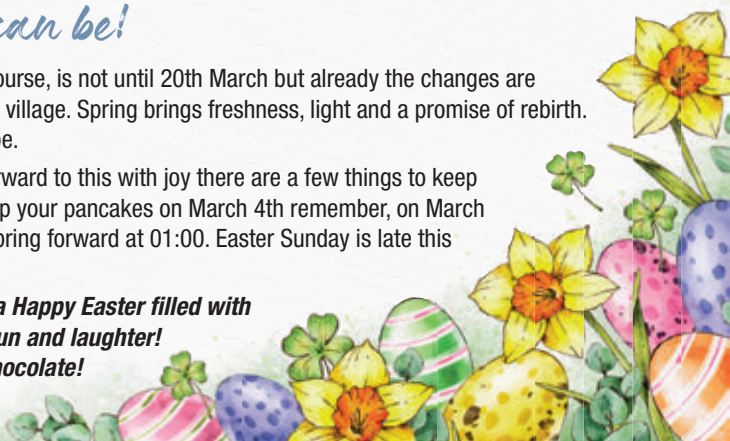 can be!
ourse, is not until 20th March but already the changes are
village. Spring brings freshness, light and a promise of rebirth.
pe.
rward to this with joy there are a few things to keep
p your pancakes on March 4th remember, on March
pring forward at 01:00. Easter Sunday is late this
a Happy Easter filled with
un and laughter!
hocolate!